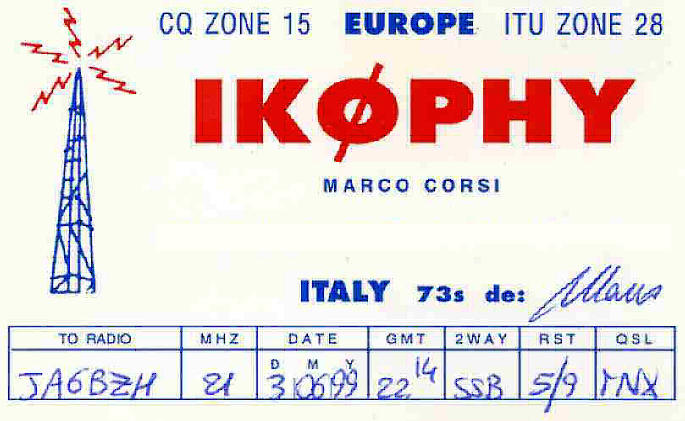 CQ ZONE 15 EUROPE ITU ZONE 28
IKØPHY
MARCO CORSI
ITALY 73s de:
TO RADIO MHZ DATE GMT 2WAY RST QSL
D M Y
JA6BZH 21 3 06 99 22 14 SSB 5/9 TNX